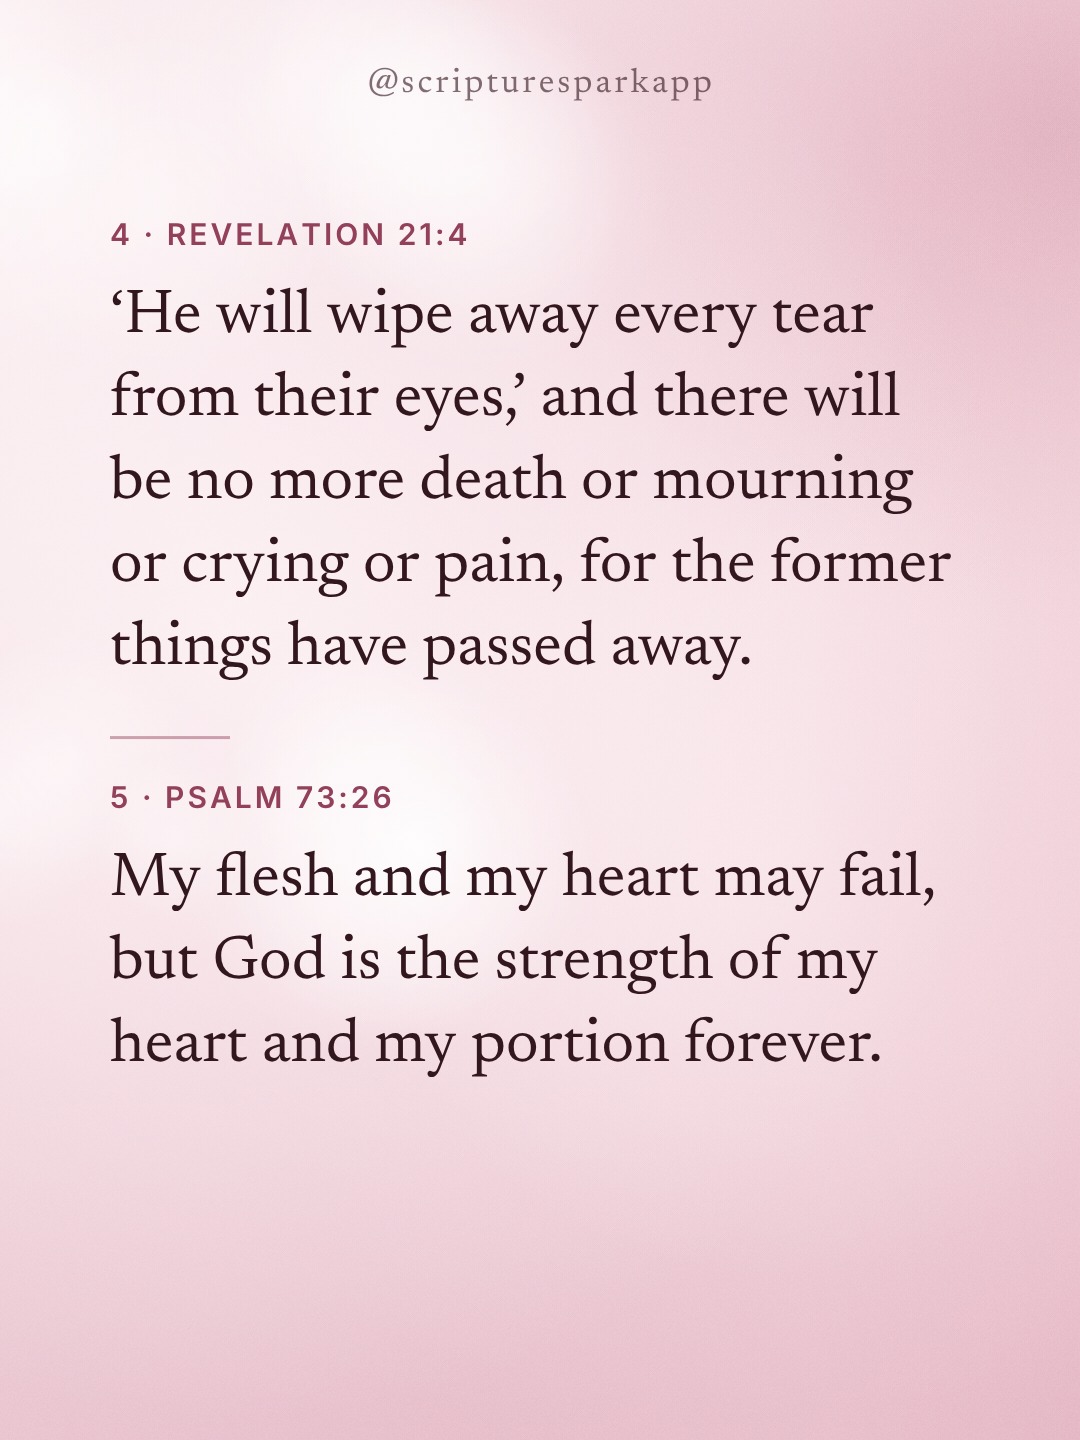 @scripturesparkapp
4 · REVELATION 21:4
‘He will wipe away every tear
from their eyes,’ and there will
be no more death or mourning
or crying or pain, for the former
things have passed away.
5 · PSALM 73:26
My flesh and my heart may fail,
but God is the strength of my
heart and my portion forever.